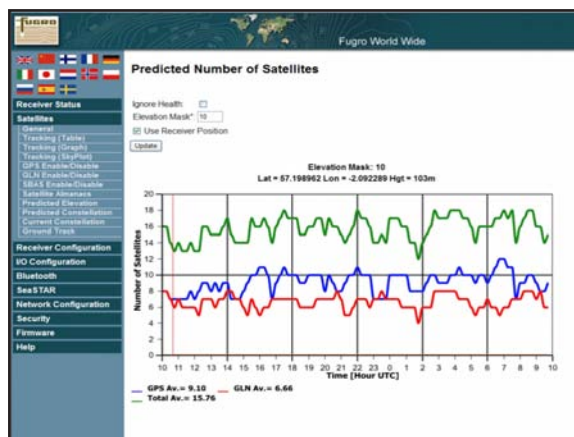 FUGRO
Fugro World Wide
Receiver Status
Satellites
General
Tracking (Table)
Tracking (Graph)
Tracking (SkyPlot)
GPS Enable/Disable
GLN Enable/Disable
SBAS Enable/Disable
Satellite Almanacs
Predicted Elevation
Predicted Constellation
Current Constellation
Ground Track
Receiver Configuration
I/O Configuration
Bluetooth
SeaSTAR
Network Configuration
Security
Firmware
Help
Predicted Number of Satellites
Ignore Health:
Elevation Mask°: 10
Use Receiver Position
Update
Elevation Mask: 10
Lat = 57.198962 Lon = -2.092289 Hgt = 103m
Number of Satellites
20
18
16
14
12
10
8
6
4
2
0
10 11 12 13 14 15 16 17 18 19 20 21 22 23 0 1 2 3 4 5 6 7 8 9 10
Time [Hour UTC]
GPS Av.= 9.10 GLN Av.= 6.66
Total Av.= 15.76